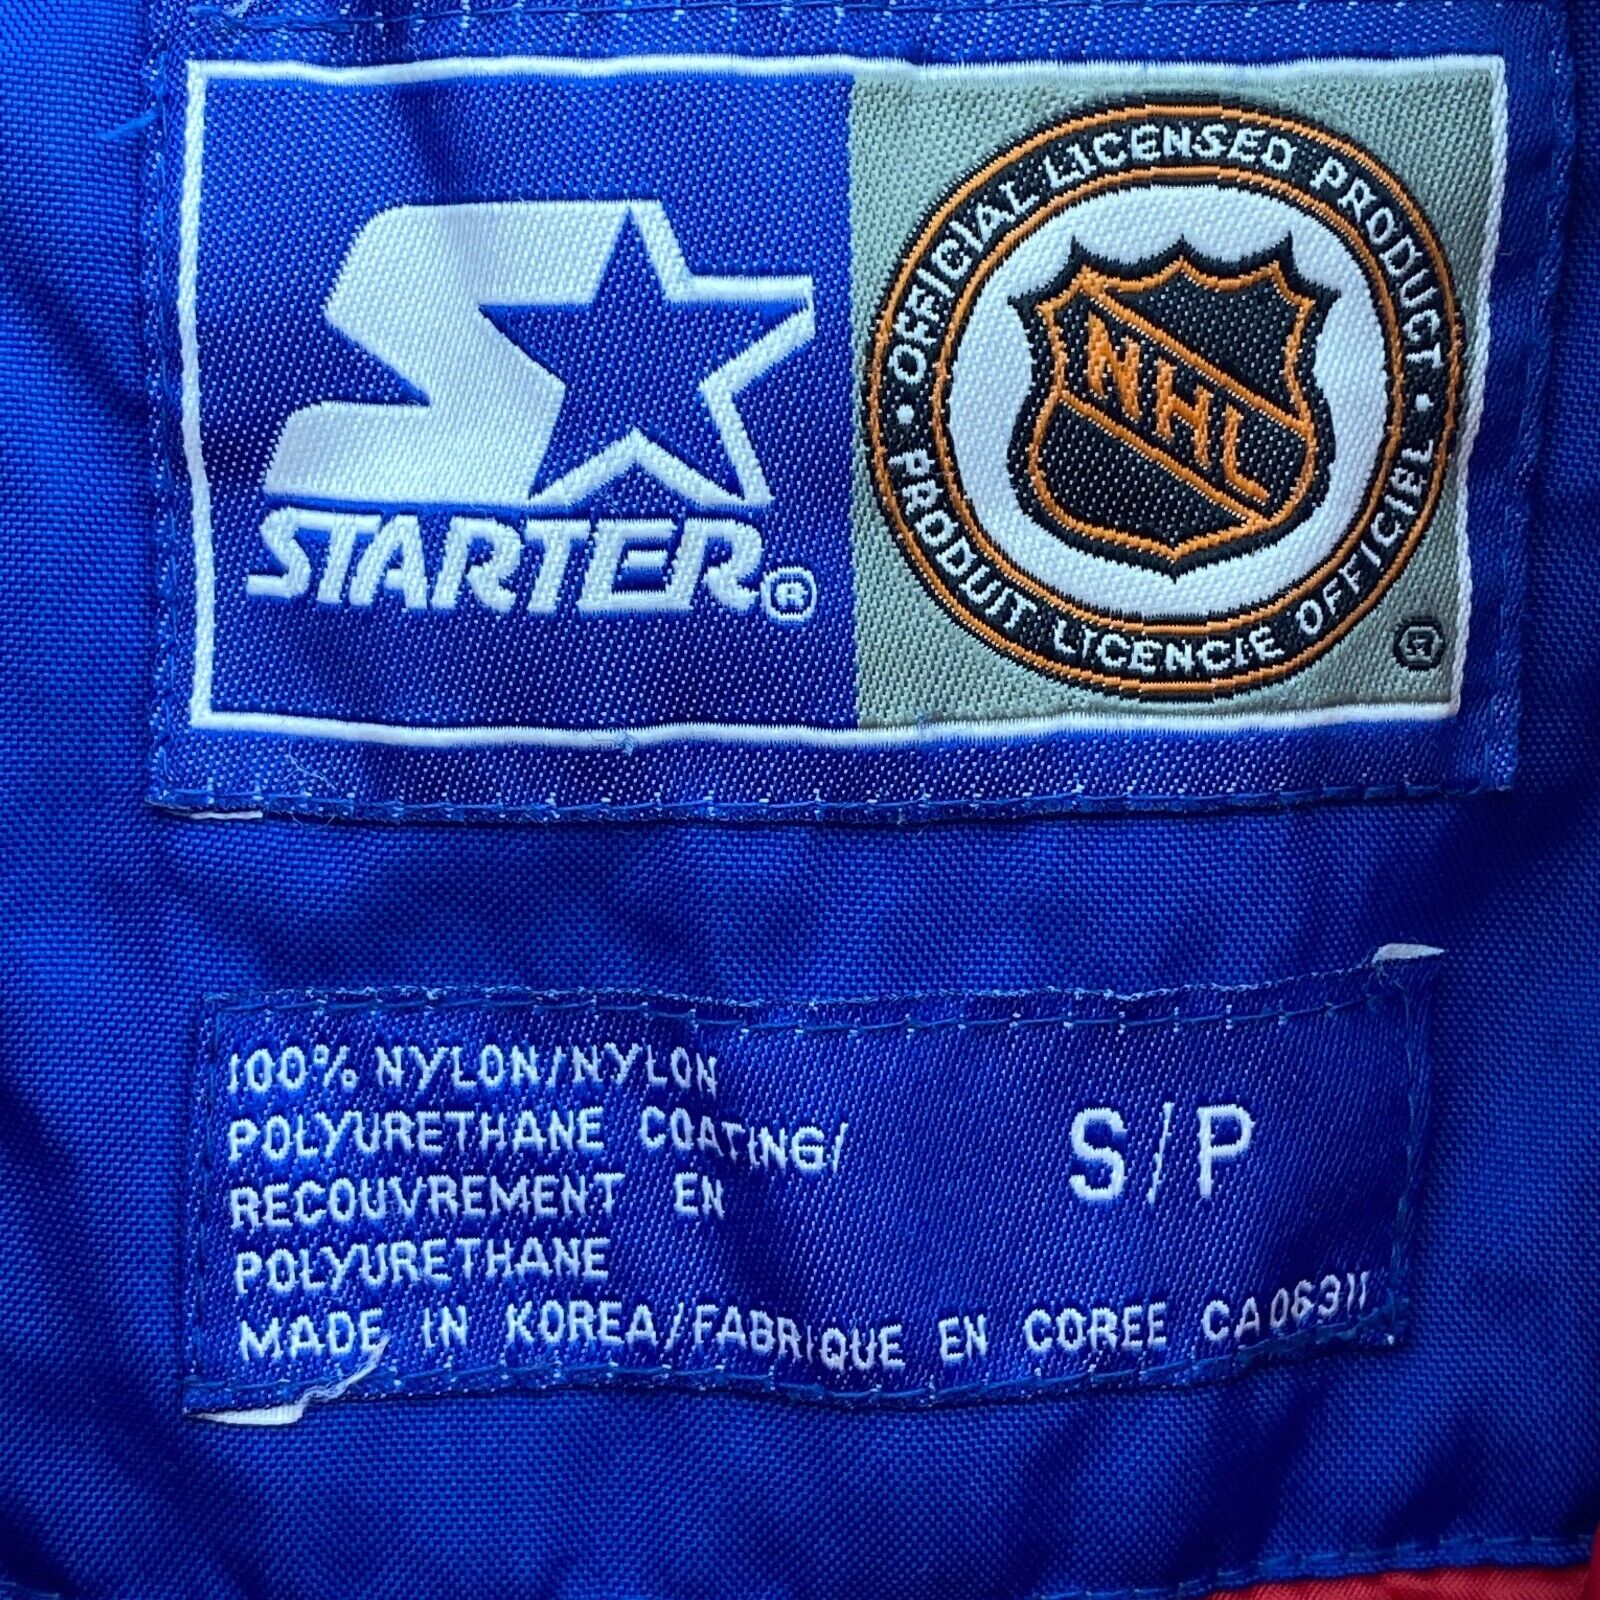 STARTER®
• OFFICIAL LICENSED PRODUCT •
NHL
PRODUIT LICENCIE OFFICIEL
®
100% NYLON/NYLON
POLYURETHANE COATING/
RECOUVREMENT EN
POLYURETHANE
S/P
MADE IN KOREA/FABRIQUE EN COREE CA06311